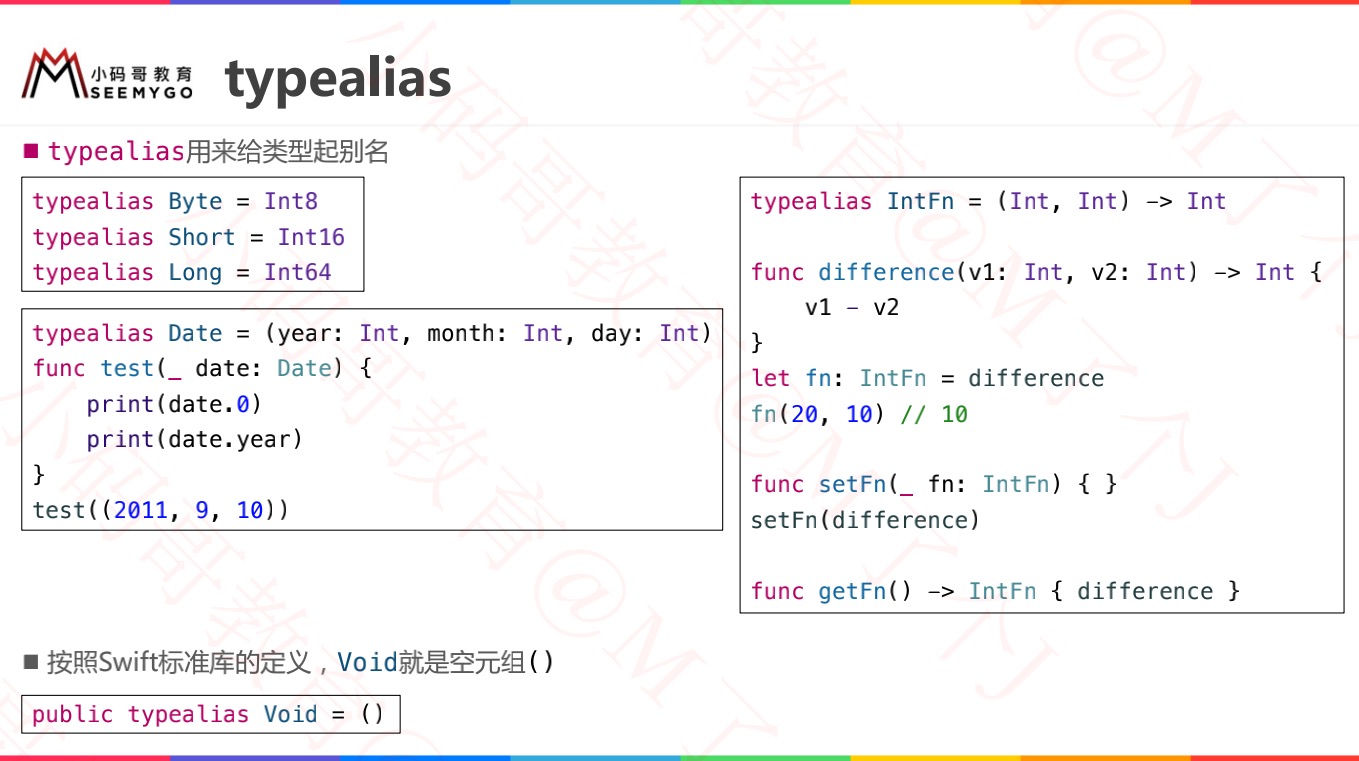 小码哥教育
SEEMYGO
typealias
■ typealias用来给类型起别名
typealias Byte = Int8
typealias Short = Int16
typealias Long = Int64
typealias Date = (year: Int, month: Int, day: Int)
func test(_ date: Date) {
    print(date.0)
    print(date.year)
}
test((2011, 9, 10))
typealias IntFn = (Int, Int) -> Int
func difference(v1: Int, v2: Int) -> Int {
    v1 - v2
}
let fn: IntFn = difference
fn(20, 10) // 10
func setFn(_ fn: IntFn) { }
setFn(difference)
func getFn() -> IntFn { difference }
■ 按照Swift标准库的定义，Void就是空元组()
public typealias Void = ()
小码哥教育@M了个J